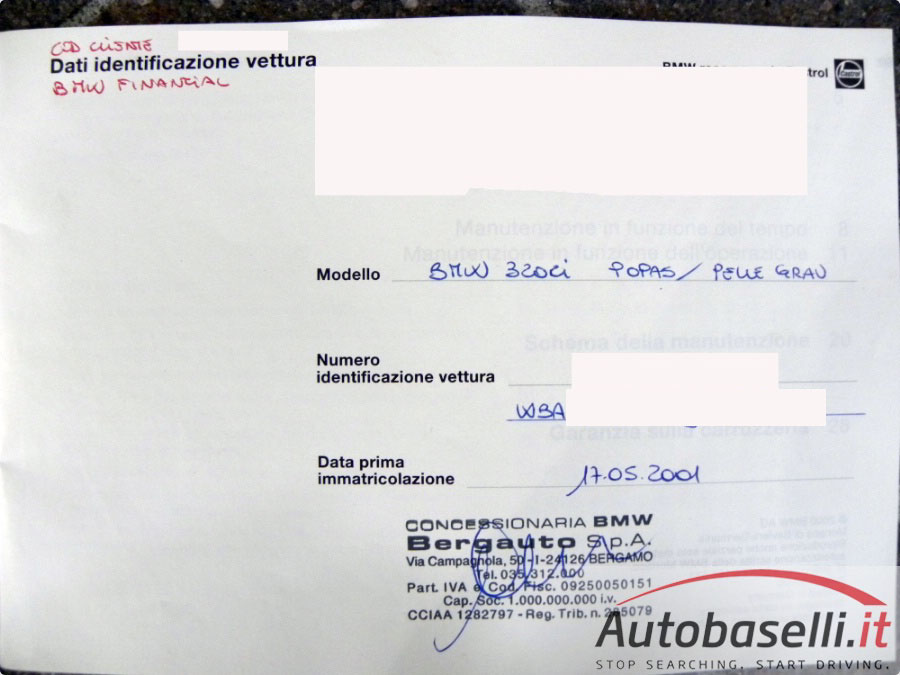 COD CLIENTE
Dati identificazione vettura
BMW FINANCIAL
BMW
Castrol
Manutenzione in funzione del tempo 8
Manutenzione in funzione dell'operazione 11
Modello BMW 320Ci POPAS/ PELLE GRAU
Schema della manutenzione 20
Numero
identificazione vettura
WBA
Garanzia sulla carrozzeria 25
Data prima
immatricolazione 17.05.2001
CONCESSIONARIA BMW
Bergauto S.p.A.
Via Campagnola, 50 - I-24126 BERGAMO
Tel. 035.312.000
Part. IVA e Cod. Fisc. 09250050151
Cap. Soc. 1.000.000.000 i.v.
CCIAA 1282797 - Reg. Trib. n.
Autobaselli.it
STOP SEARCHING. START DRIVING.